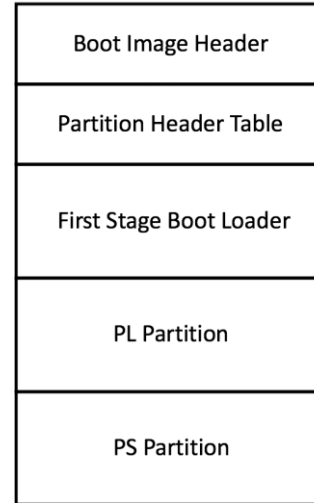 Boot Image Header
Partition Header Table
First Stage Boot Loader
PL Partition
PS Partition